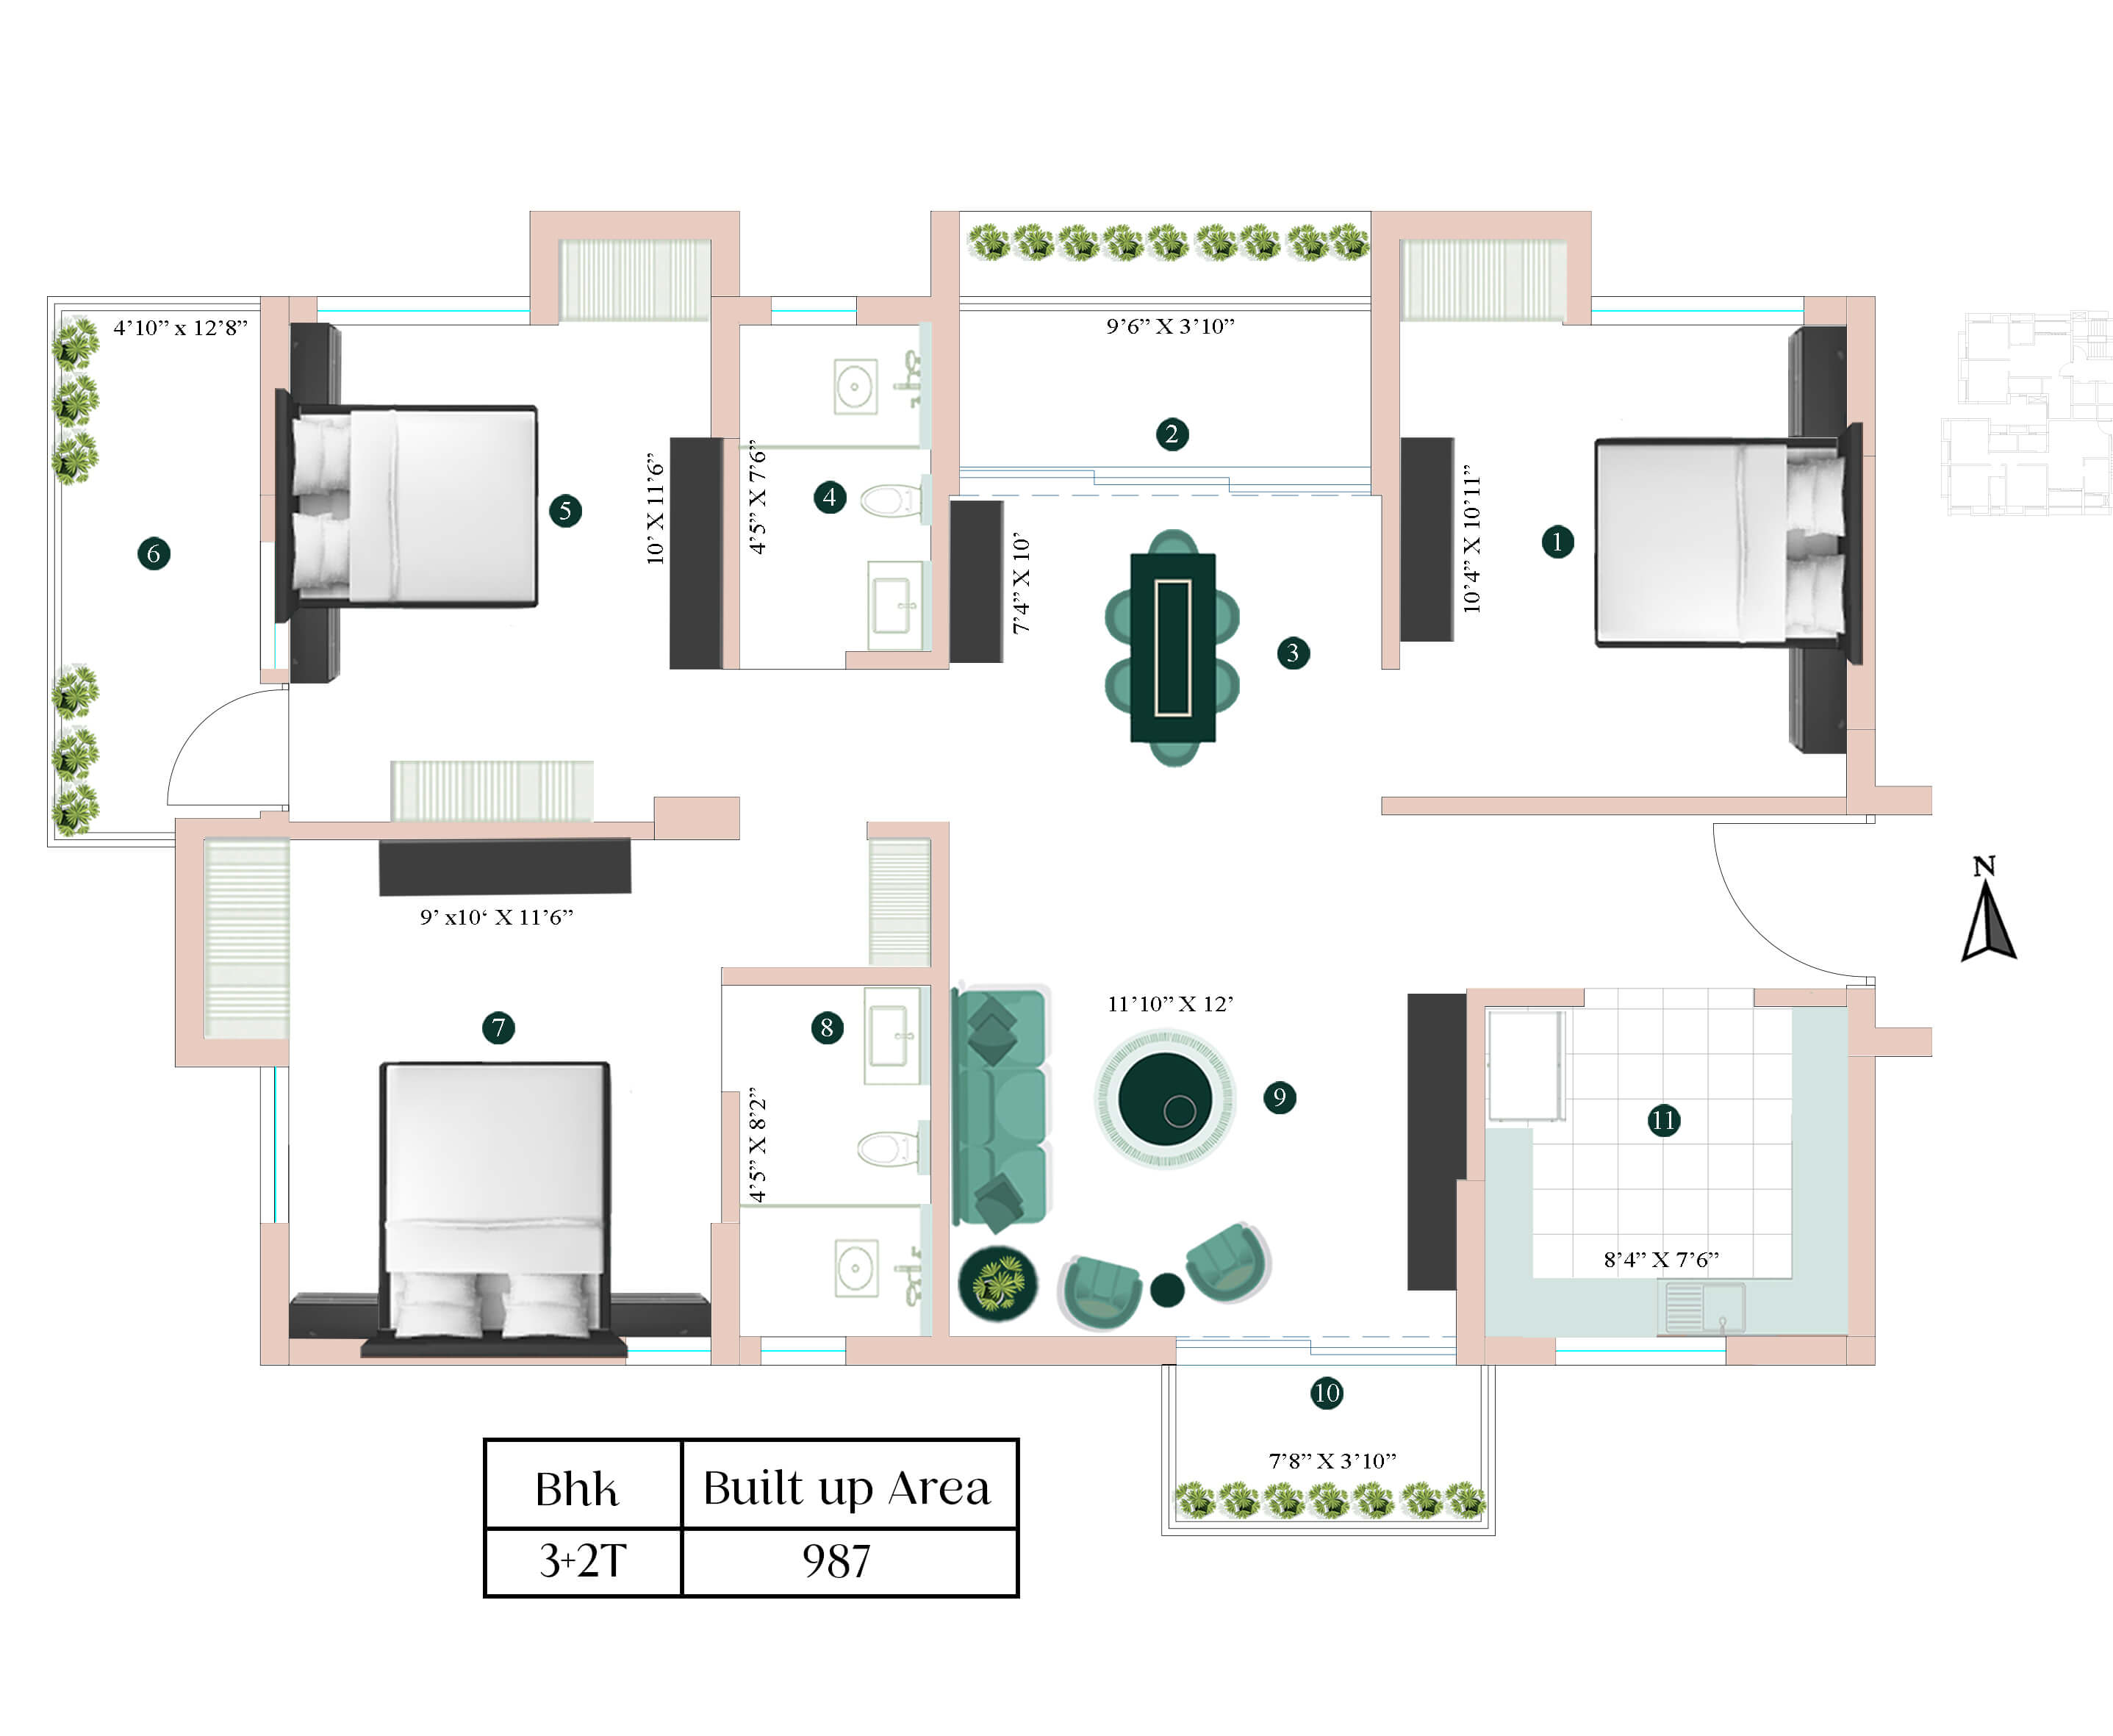 4’10” x 12’8”
9’6” X 3’10”
2
4
5
10’ X 11’6”
4’5” X 7’6”
7’4” X 10’
10’4” X 10’11”
1
6
3
N
9’ x10‘ X 11’6”
7
8
11’10” X 12’
9
11
4’5” X 8’2”
8’4” X 7’6”
10
7’8” X 3’10”
Bhk
Built up Area
3+2T
987